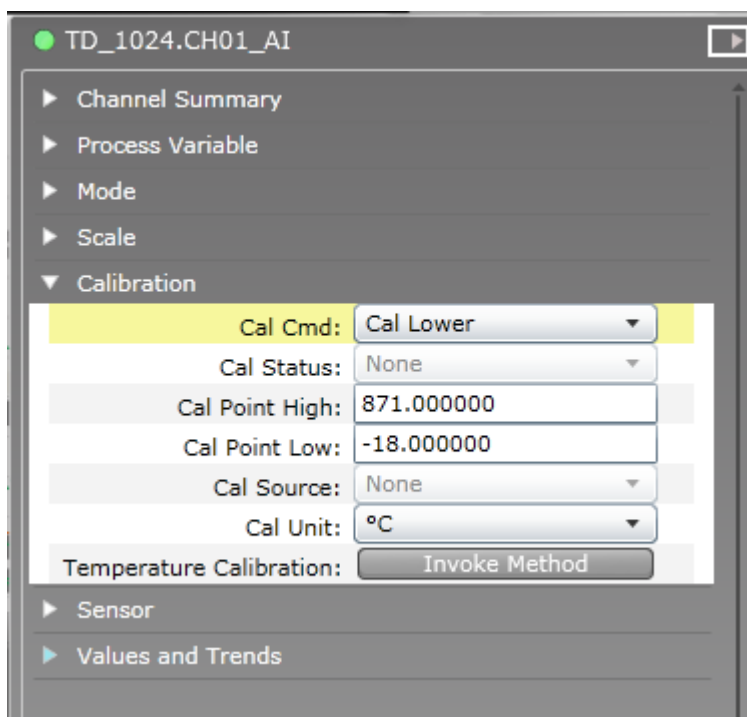 TD_1024.CH01_AI
Channel Summary
Process Variable
Mode
Scale
Calibration
Cal Cmd: Cal Lower
Cal Status: None
Cal Point High: 871.000000
Cal Point Low: -18.000000
Cal Source: None
Cal Unit: °C
Temperature Calibration: Invoke Method
Sensor
Values and Trends